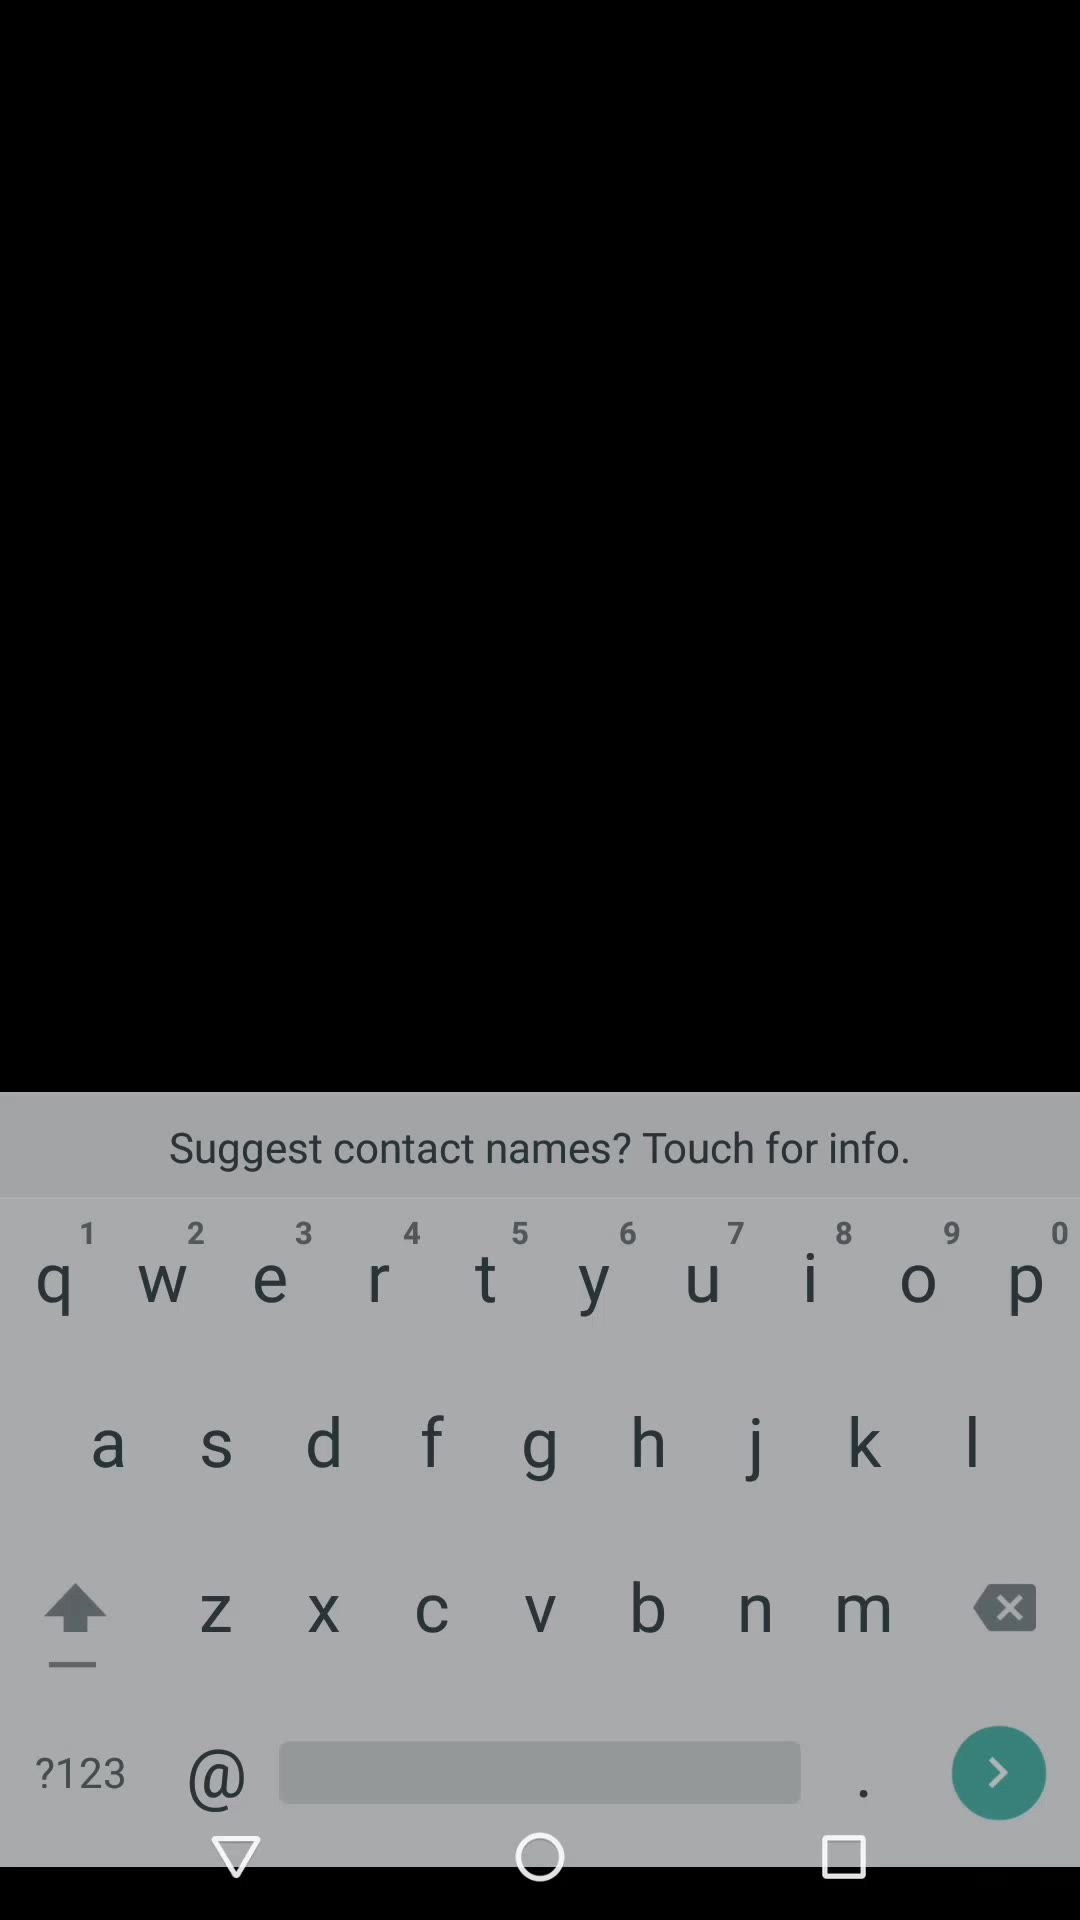 Suggest contact names? Touch for info.
1 2 3 4 5 6 7 8 9 0
q w e r t y u i o p
a s d f g h j k l
z x c v b n m
?123 @ .